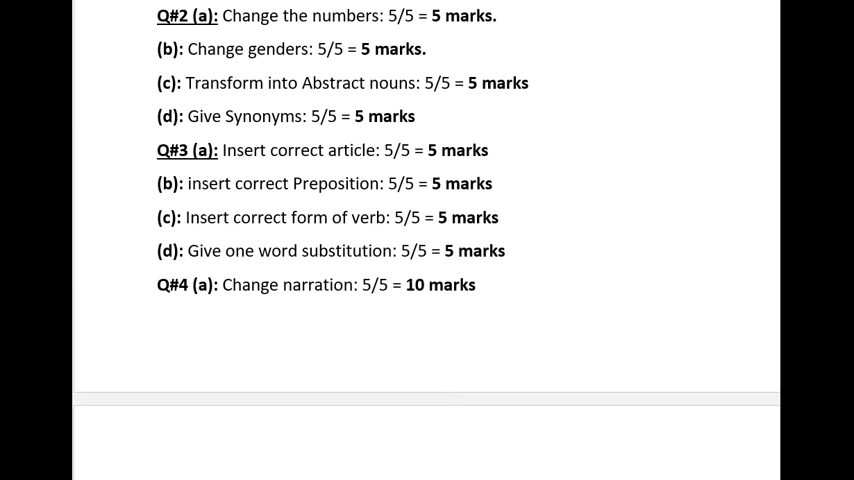 Q#2 (a): Change the numbers: 5/5 = 5 marks.
(b): Change genders: 5/5 = 5 marks.
(c): Transform into Abstract nouns: 5/5 = 5 marks
(d): Give Synonyms: 5/5 = 5 marks
Q#3 (a): Insert correct article: 5/5 = 5 marks
(b): insert correct Preposition: 5/5 = 5 marks
(c): Insert correct form of verb: 5/5 = 5 marks
(d): Give one word substitution: 5/5 = 5 marks
Q#4 (a): Change narration: 5/5 = 10 marks